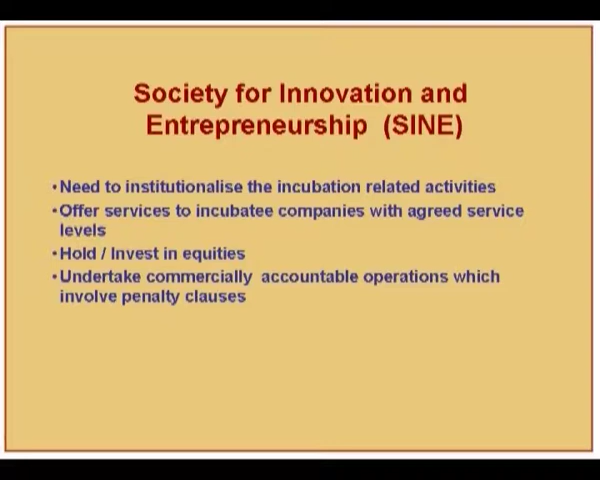 Society for Innovation and
Entrepreneurship (SINE)
•Need to institutionalise the incubation related activities
•Offer services to incubatee companies with agreed service
levels
•Hold / Invest in equities
•Undertake commercially accountable operations which
involve penalty clauses